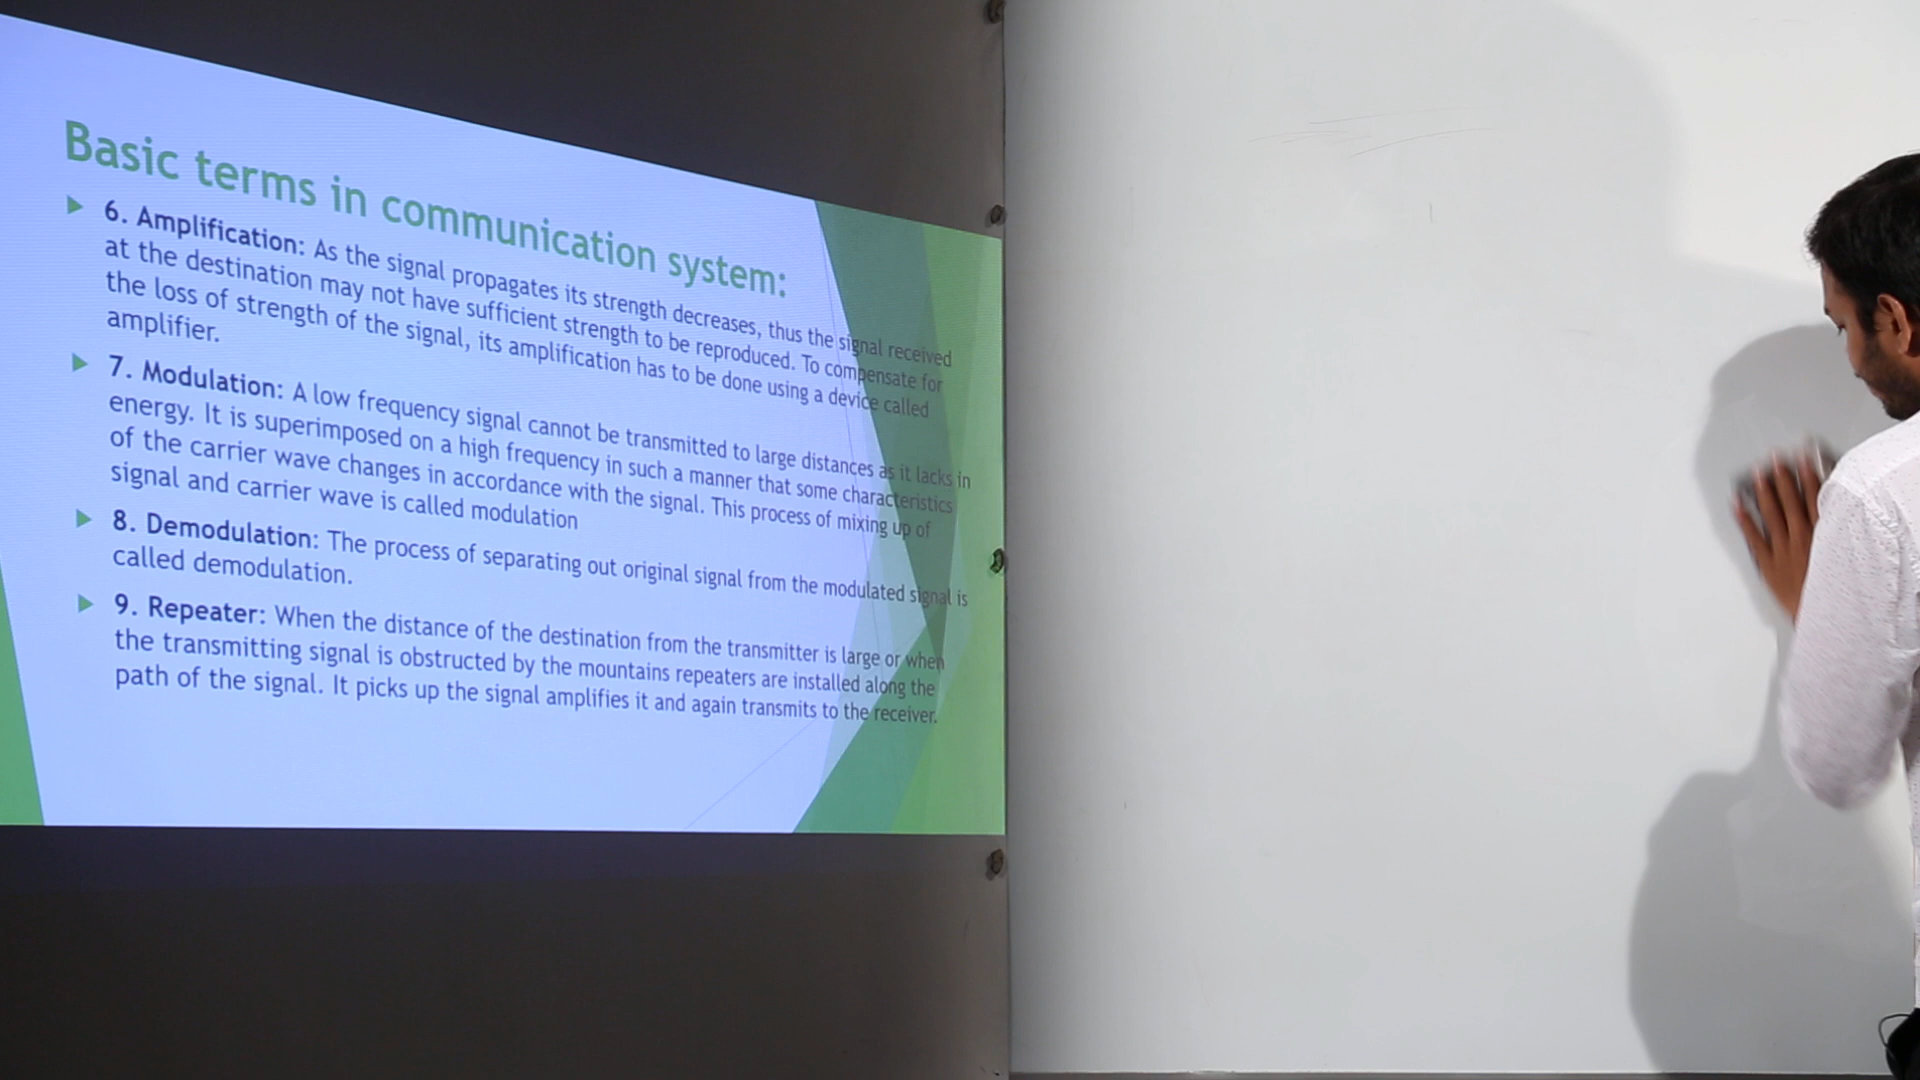 Basic terms in communication system:
6. Amplification: As the signal propagates its strength decreases, thus the signal received
at the destination may not have sufficient strength to be reproduced. To compensate for
the loss of strength of the signal, its amplification has to be done using a device called
amplifier.
7. Modulation: A low frequency signal cannot be transmitted to large distances as it lacks in
energy. It is superimposed on a high frequency in such a manner that some characteristics
of the carrier wave changes in accordance with the signal. This process of mixing up of
signal and carrier wave is called modulation
8. Demodulation: The process of separating out original signal from the modulated signal is
called demodulation.
9. Repeater: When the distance of the destination from the transmitter is large or when
the transmitting signal is obstructed by the mountains repeaters are installed along the
path of the signal. It picks up the signal amplifies it and again transmits to the receiver.